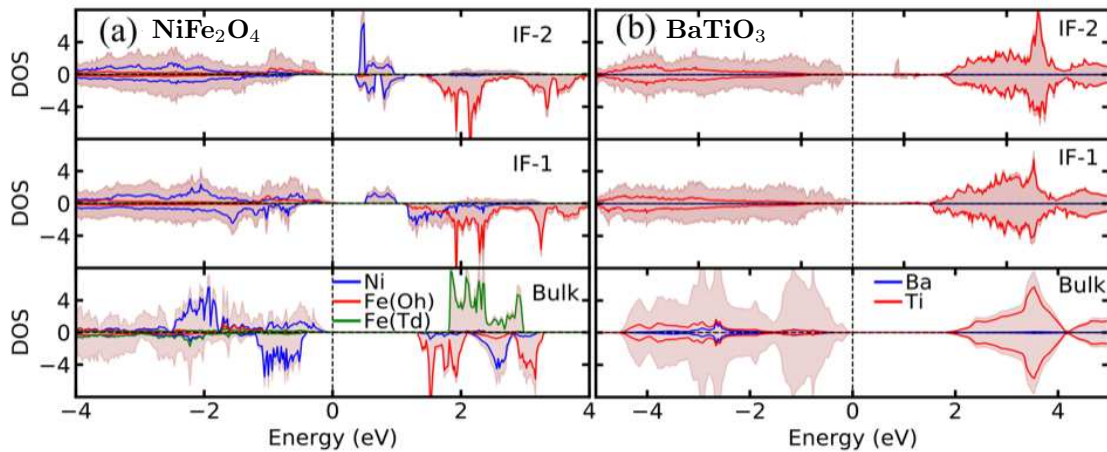 (a) NiFe₂O₄
IF-2
DOS
4
0
−4
IF-1
DOS
4
0
−4
Ni
Fe(Oh)
Fe(Td)
Bulk
DOS
4
0
−4
−4 −2 0 2 4
Energy (eV)
(b) BaTiO₃
IF-2
IF-1
Ba
Ti
Bulk
−4 −2 0 2 4
Energy (eV)